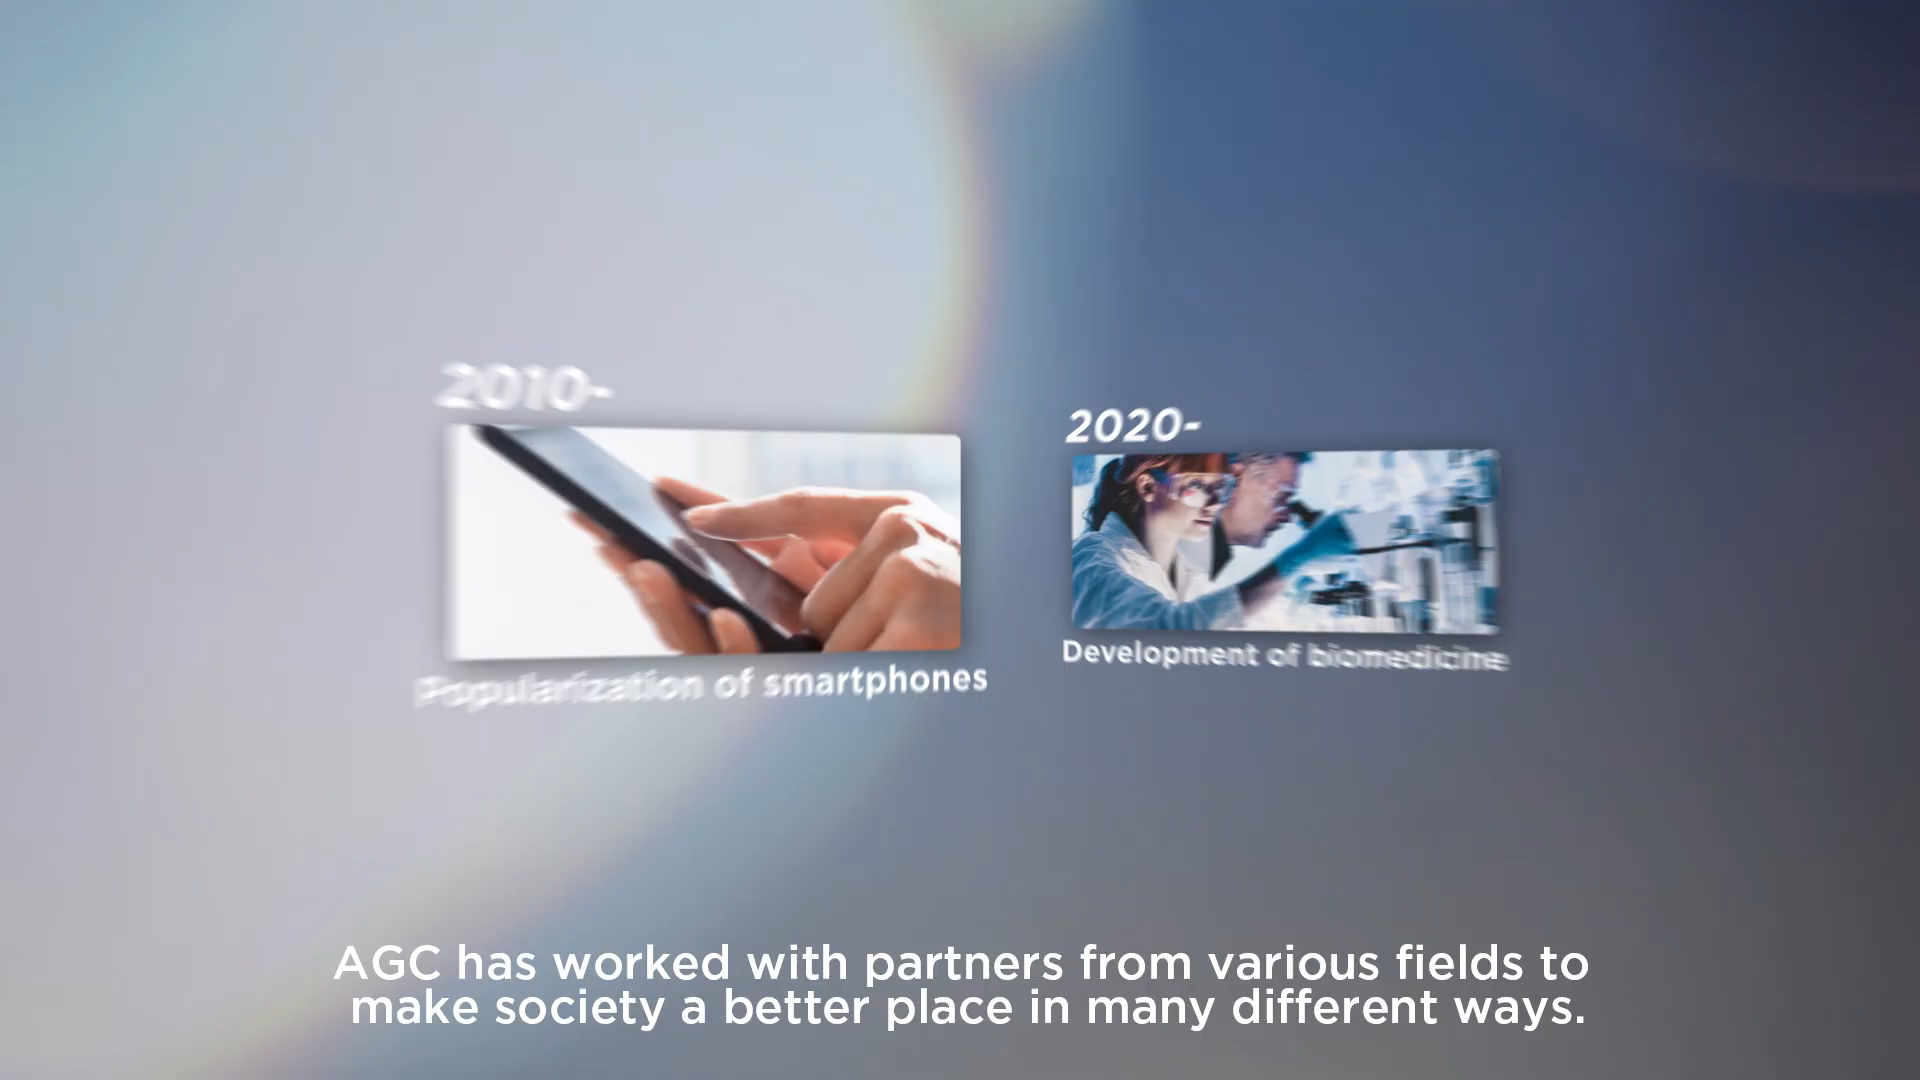 2010-
Popularization of smartphones
2020-
Development of biomedicine
AGC has worked with partners from various fields to
make society a better place in many different ways.